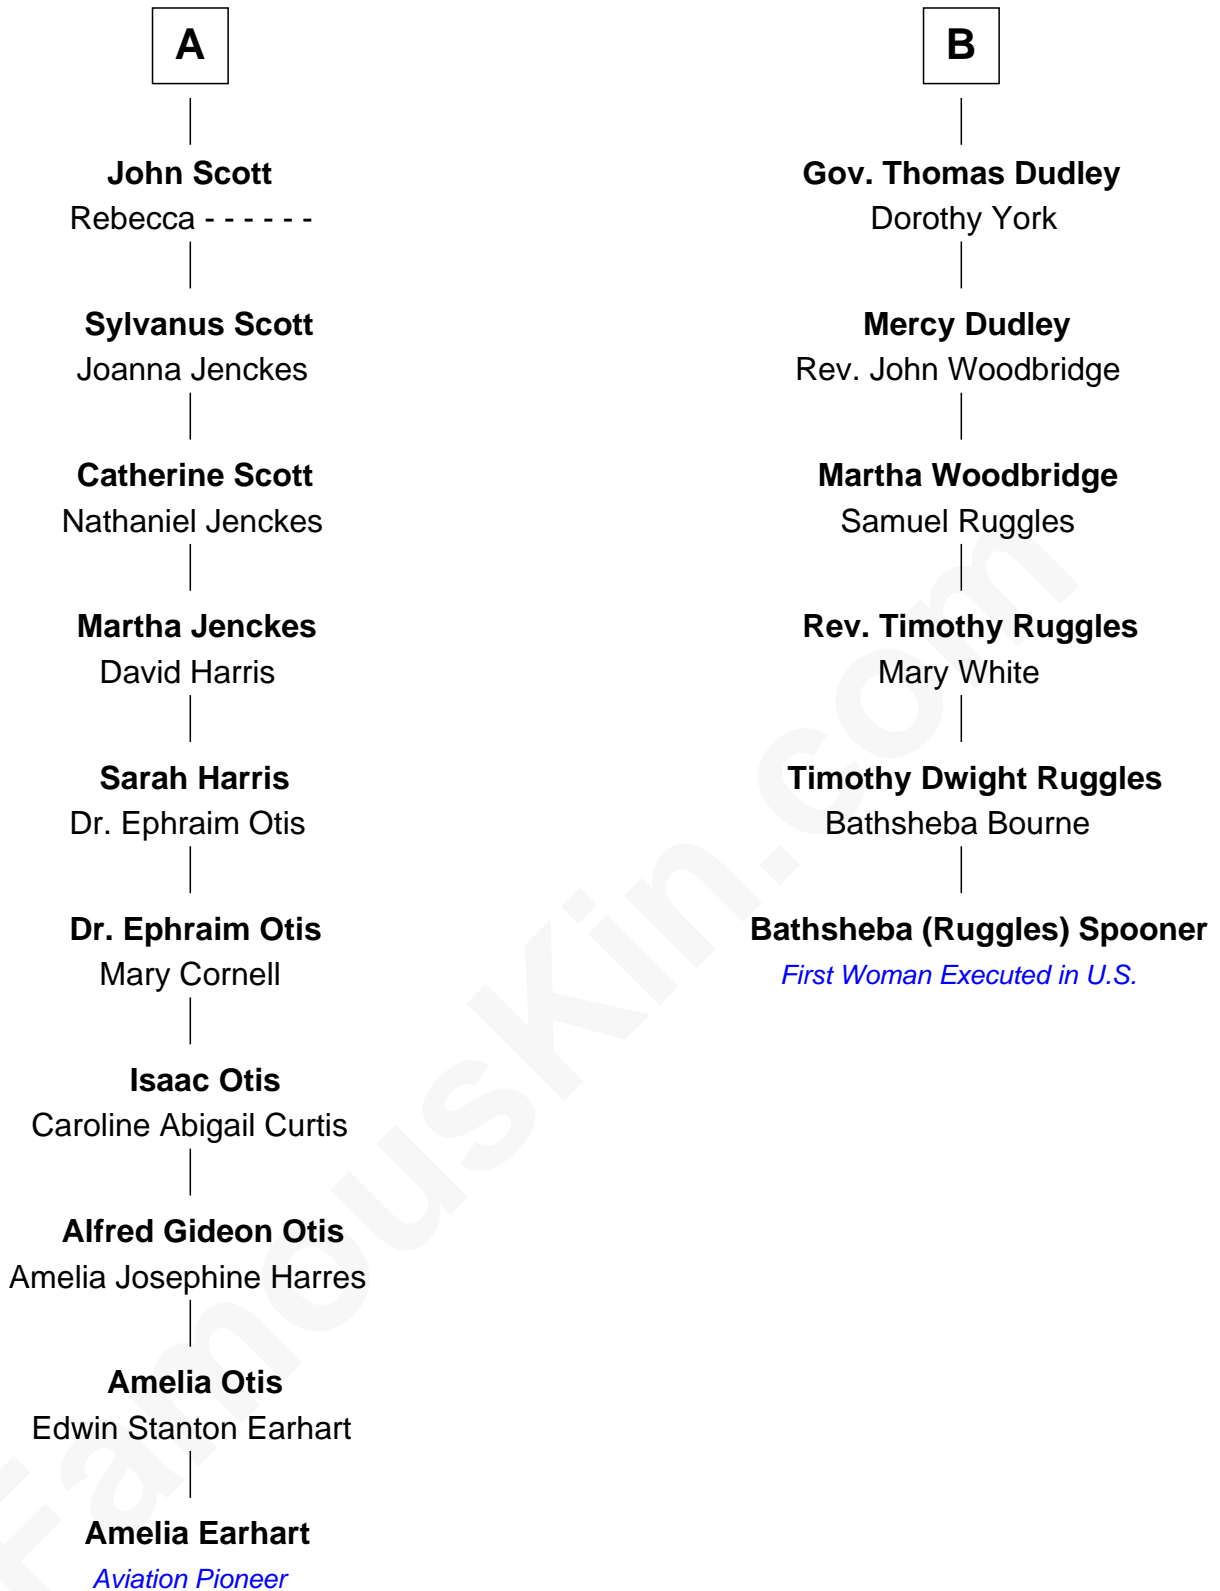 A
John Scott
Rebecca - - - - - -
Sylvanus Scott
Joanna Jenckes
Catherine Scott
Nathaniel Jenckes
Martha Jenckes
David Harris
Sarah Harris
Dr. Ephraim Otis
Dr. Ephraim Otis
Mary Cornell
Isaac Otis
Caroline Abigail Curtis
Alfred Gideon Otis
Amelia Josephine Harres
Amelia Otis
Edwin Stanton Earhart
Amelia Earhart
Aviation Pioneer
B
Gov. Thomas Dudley
Dorothy York
Mercy Dudley
Rev. John Woodbridge
Martha Woodbridge
Samuel Ruggles
Rev. Timothy Ruggles
Mary White
Timothy Dwight Ruggles
Bathsheba Bourne
Bathsheba (Ruggles) Spooner
First Woman Executed in U.S.
FamousKin.com